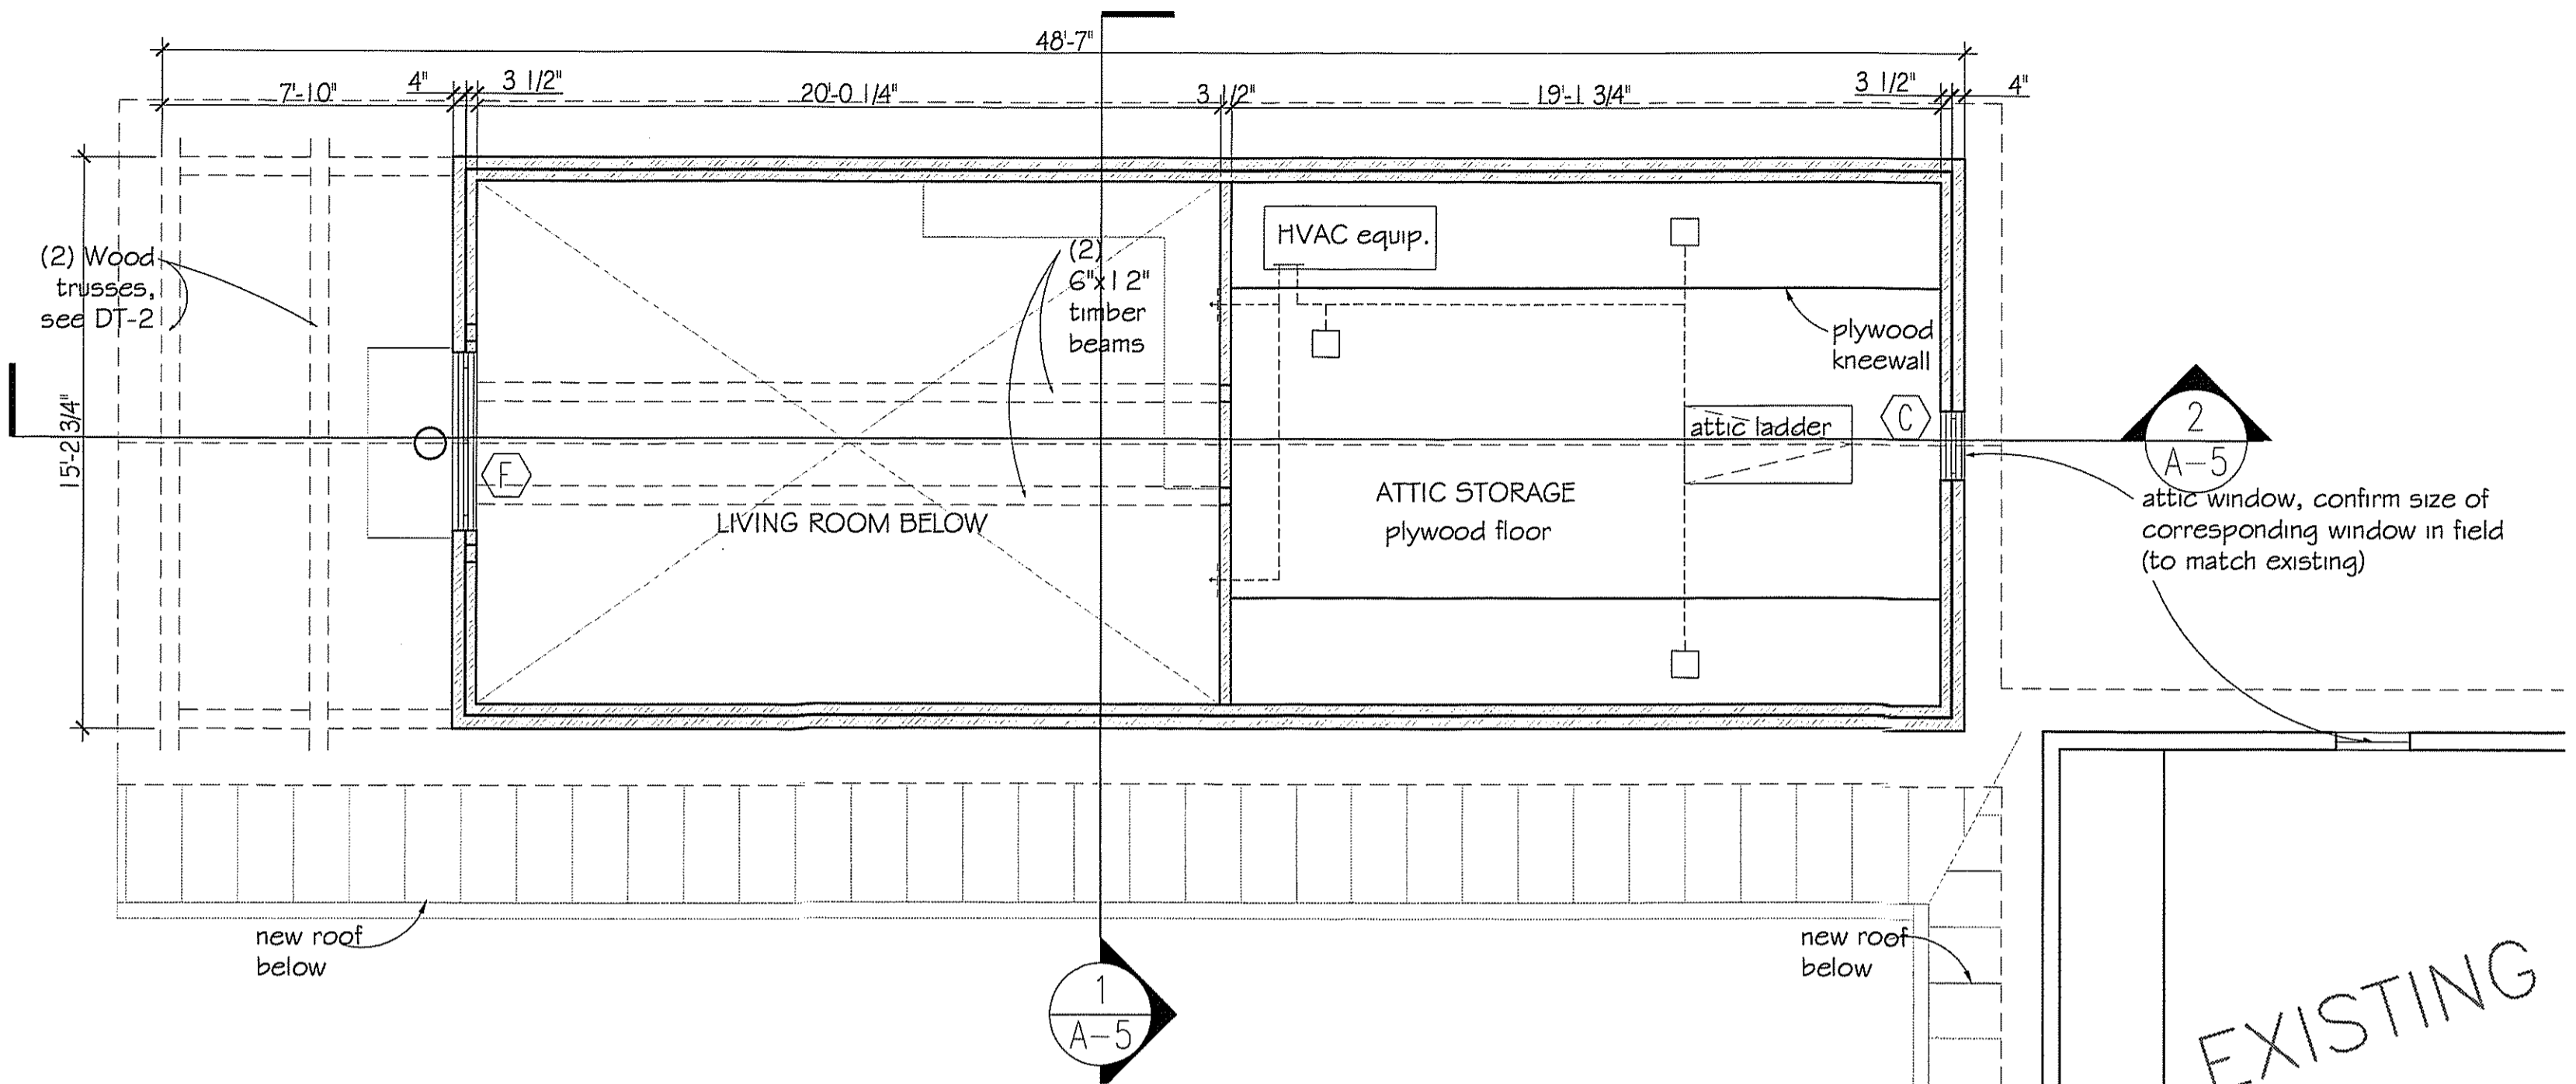 48'-7"
7'-10"
4"
3 1/2"
20'-0 1/4"
3 1/2"
19'-1 3/4"
3 1/2"
4"
15'-2 3/4"
(2) Wood
trusses,
see DT-2
(2)
6"x12"
timber
beams
HVAC equip.
plywood
kneewall
attic ladder
C
F
LIVING ROOM BELOW
ATTIC STORAGE
plywood floor
2
A-5
attic window, confirm size of
corresponding window in field
(to match existing)
new roof
below
1
A-5
new roof
below
EXISTING